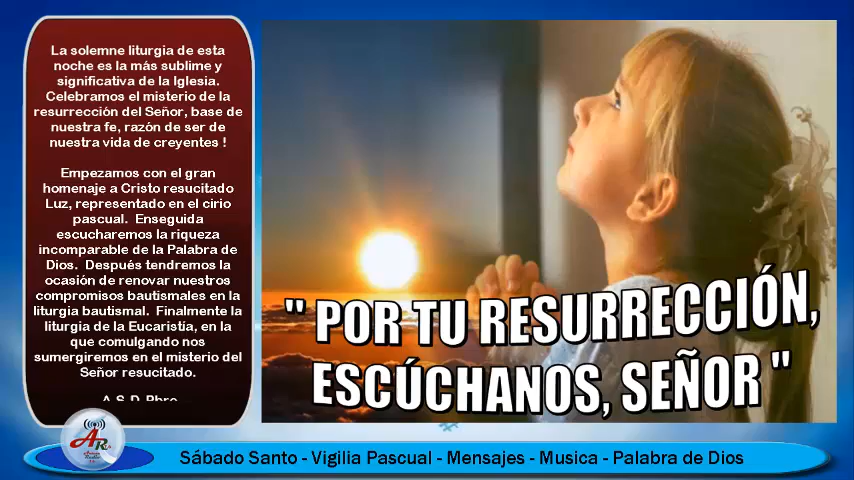 La solemne liturgia de esta
noche es la más sublime y
significativa de la Iglesia.
Celebramos el misterio de la
resurrección del Señor, base de
nuestra fe, razón de ser de
nuestra vida de creyentes !
Empezamos con el gran
homenaje a Cristo resucitado
Luz, representado en el cirio
pascual.  Enseguida
escucharemos la riqueza
incomparable de la Palabra de
Dios.  Después tendremos la
ocasión de renovar nuestros
compromisos bautismales en la
liturgia bautismal.  Finalmente la
liturgia de la Eucaristía, en la
que comulgando nos
sumergiremos en el misterio del
Señor resucitado.
" POR TU RESURRECCIÓN,
ESCÚCHANOS, SEÑOR "
Sábado Santo - Vigilia Pascual - Mensajes - Musica - Palabra de Dios